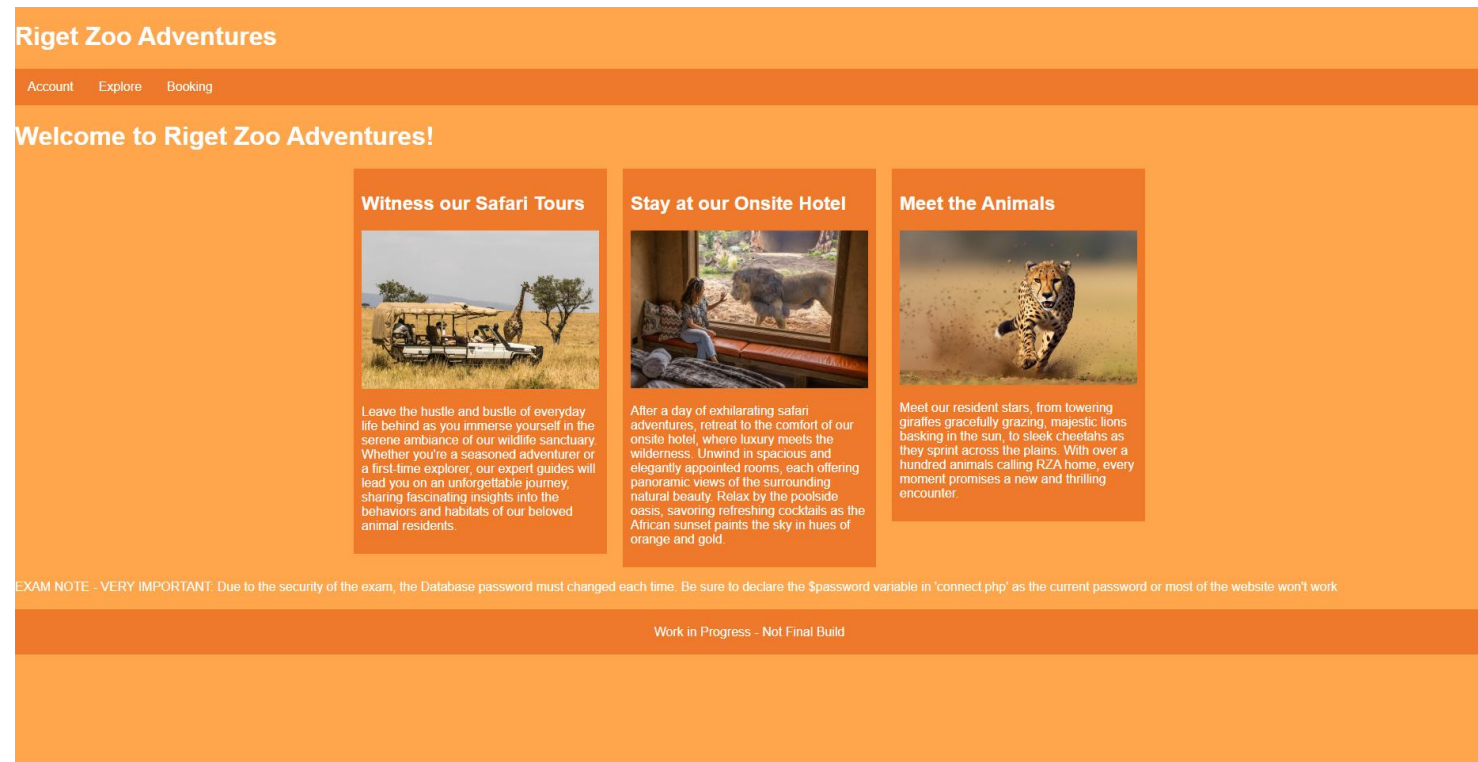 Riget Zoo Adventures
Account Explore Booking
Welcome to Riget Zoo Adventures!
Witness our Safari Tours
Leave the hustle and bustle of everyday
life behind as you immerse yourself in the
serene ambiance of our wildlife sanctuary.
Whether you're a seasoned adventurer or
a first-time explorer, our expert guides will
lead you on an unforgettable journey,
sharing fascinating insights into the
behaviors and habitats of our beloved
animal residents.
Stay at our Onsite Hotel
After a day of exhilarating safari
adventures, retreat to the comfort of our
onsite hotel, where luxury meets the
wilderness. Unwind in spacious and
elegantly appointed rooms, each offering
panoramic views of the surrounding
natural beauty. Relax by the poolside
oasis, savoring refreshing cocktails as the
African sunset paints the sky in hues of
orange and gold.
Meet the Animals
Meet our resident stars, from towering
giraffes gracefully grazing, majestic lions
basking in the sun, to sleek cheetahs as
they sprint across the plains. With over a
hundred animals calling RZA home, every
moment promises a new and thrilling
encounter.
EXAM NOTE - VERY IMPORTANT: Due to the security of the exam, the Database password must changed each time. Be sure to declare the $password variable in 'connect.php' as the current password or most of the website won't work
Work in Progress - Not Final Build